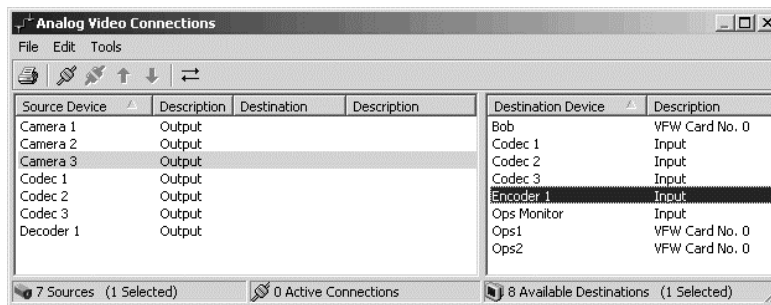 Analog Video Connections
File Edit Tools
Source Device Description Destination Description Destination Device Description
Camera 1 Output
Camera 2 Output
Camera 3 Output
Codec 1 Output
Codec 2 Output
Codec 3 Output
Decoder 1 Output
Bob VFW Card No. 0
Codec 1 Input
Codec 2 Input
Codec 3 Input
Encoder 1 Input
Ops Monitor Input
Ops1 VFW Card No. 0
Ops2 VFW Card No. 0
7 Sources (1 Selected) 0 Active Connections 8 Available Destinations (1 Selected)